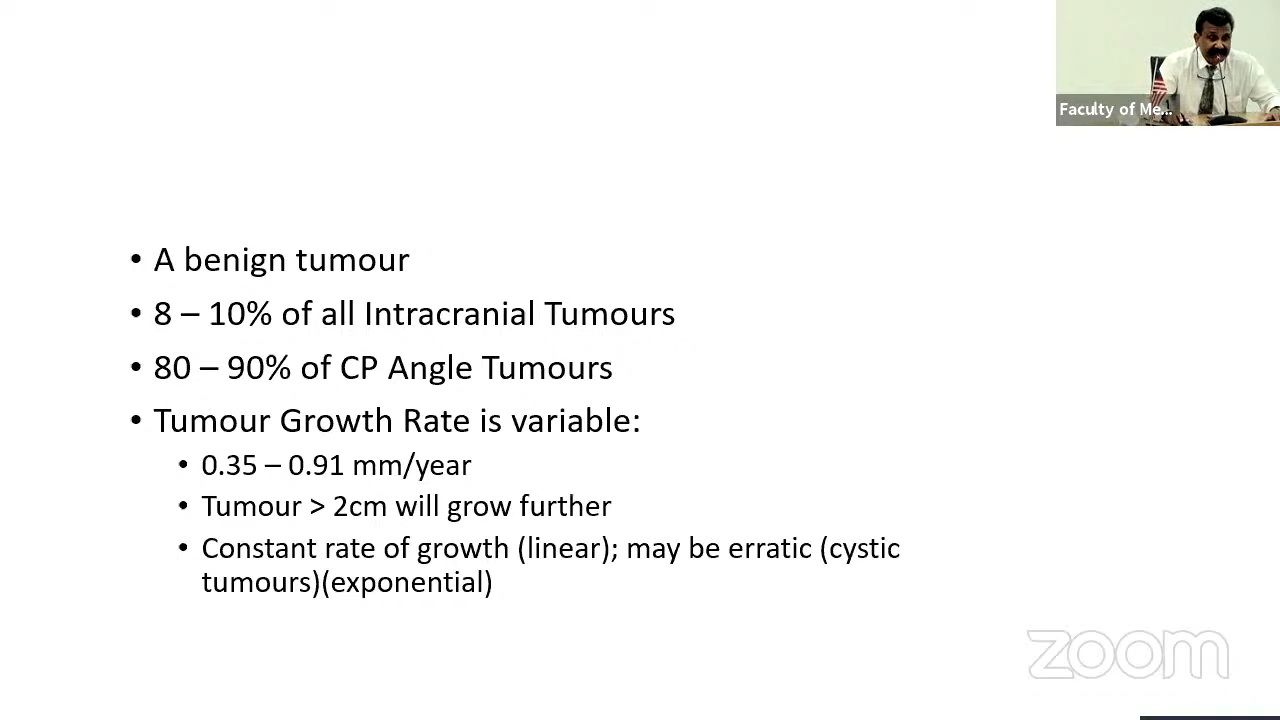 Faculty of Me...
• A benign tumour
• 8 – 10% of all Intracranial Tumours
• 80 – 90% of CP Angle Tumours
• Tumour Growth Rate is variable:
• 0.35 – 0.91 mm/year
• Tumour > 2cm will grow further
• Constant rate of growth (linear); may be erratic (cystic
tumours)(exponential)
zoom